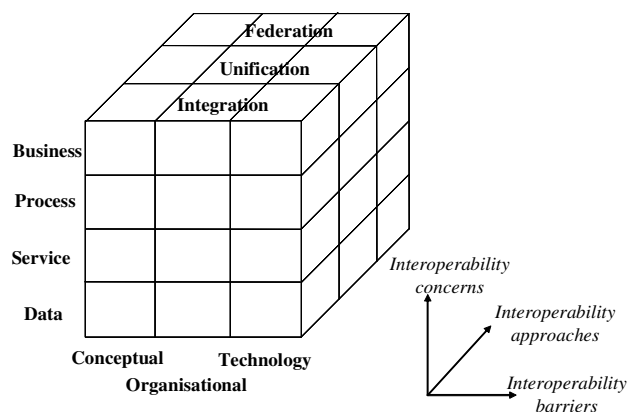 Federation
Unification
Integration
Business
Process
Service
Data
Conceptual
Technology
Organisational
Interoperability
concerns
Interoperability
approaches
Interoperability
barriers